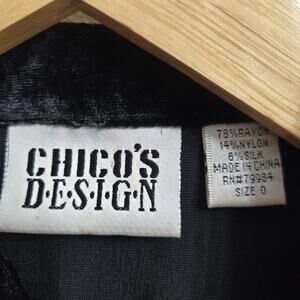 CHICO'S
D·E·S·I·G·N
78%RAYON
14%NYLON
8%SILK
MADE IN CHINA
RN#79984
SIZE 0